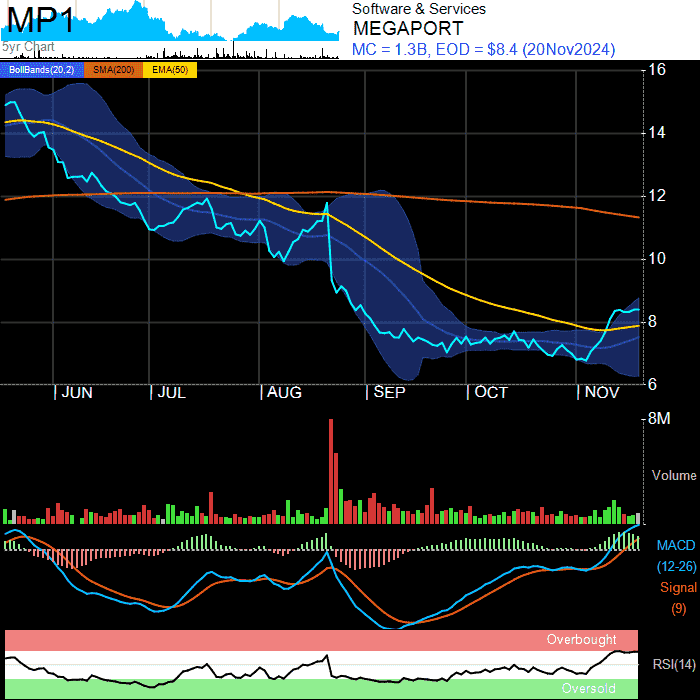 MP1
5yr Chart
Software & Services
MEGAPORT
MC = 1.3B, EOD = $8.4 (20Nov2024)
BollBands(20,2) SMA(200) EMA(50)
16
14
12
10
8
6
JUN JUL AUG SEP OCT NOV
8M
Volume
MACD
(12-26)
Signal
(9)
Overbought
RSI(14)
Oversold